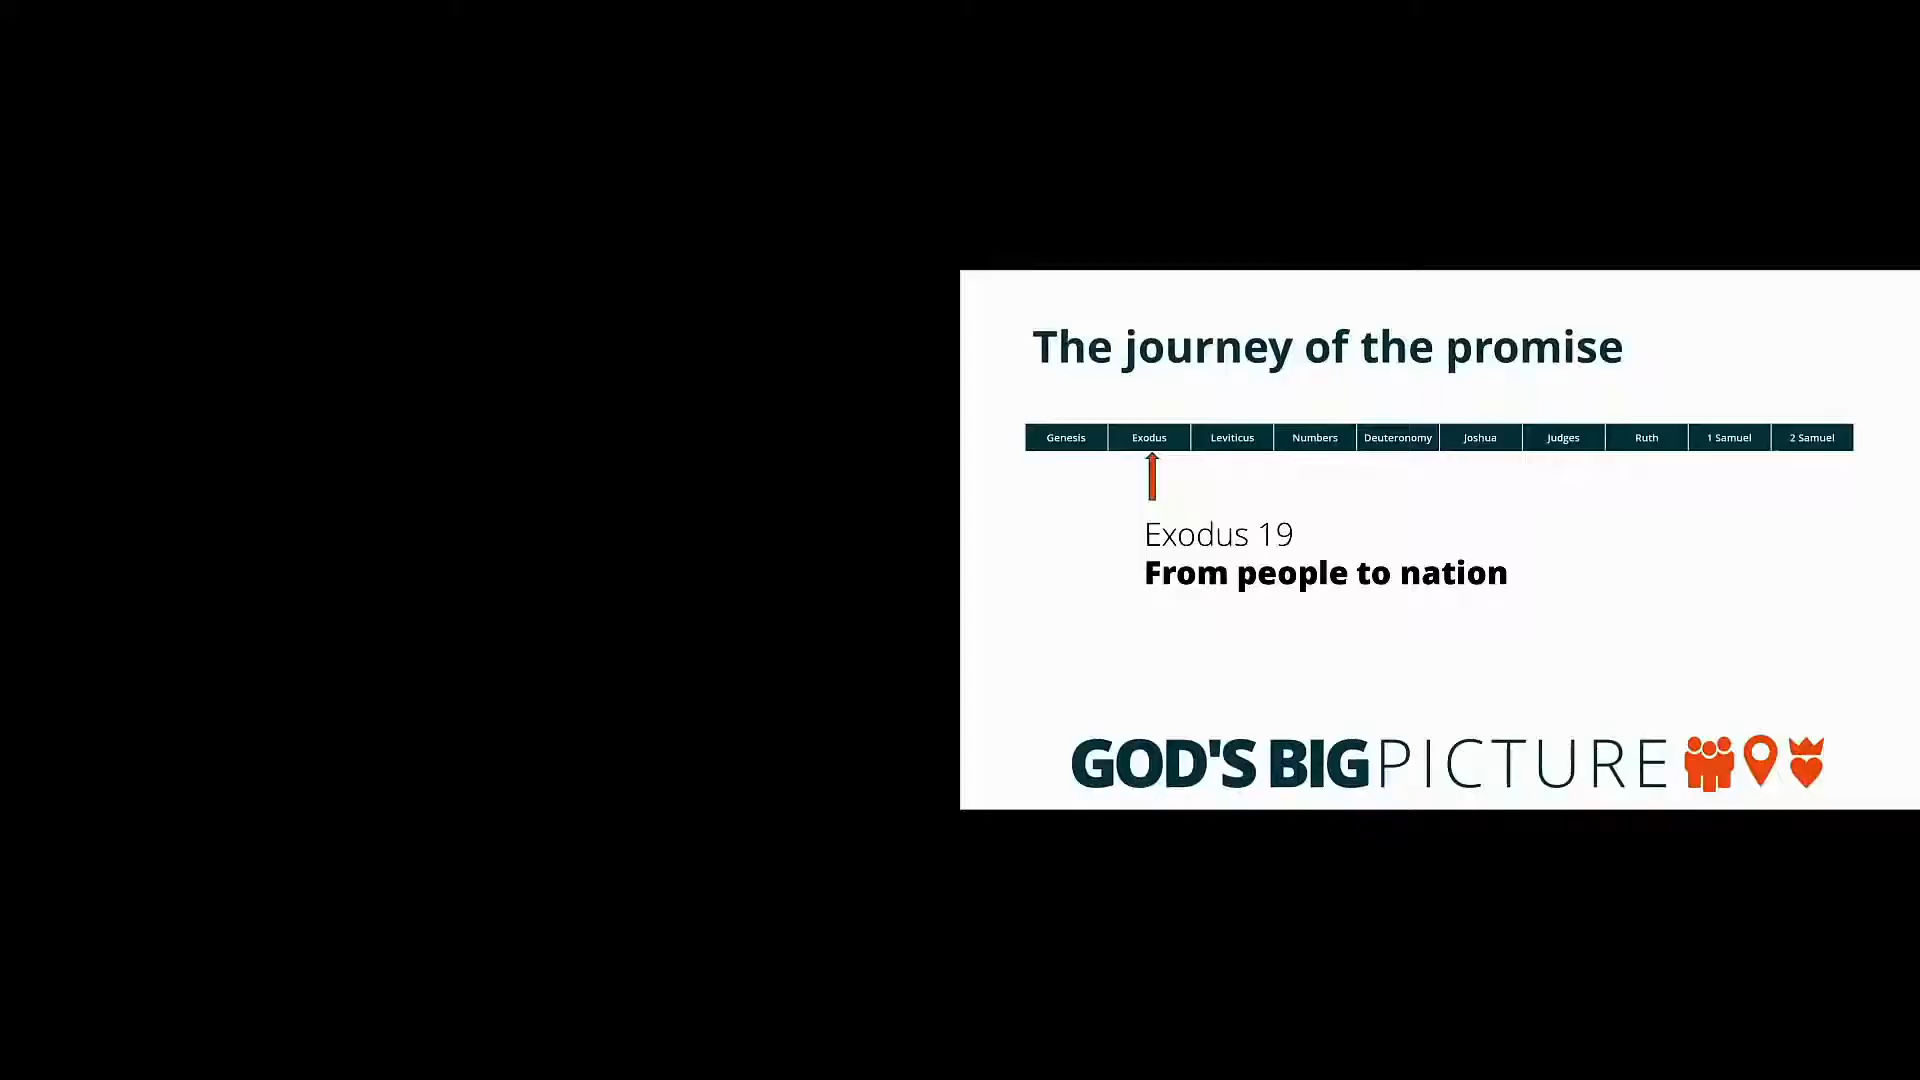 The journey of the promise
Genesis Exodus Leviticus Numbers Deuteronomy Joshua Judges Ruth 1 Samuel 2 Samuel
Exodus 19
From people to nation
GOD'S BIG PICTURE